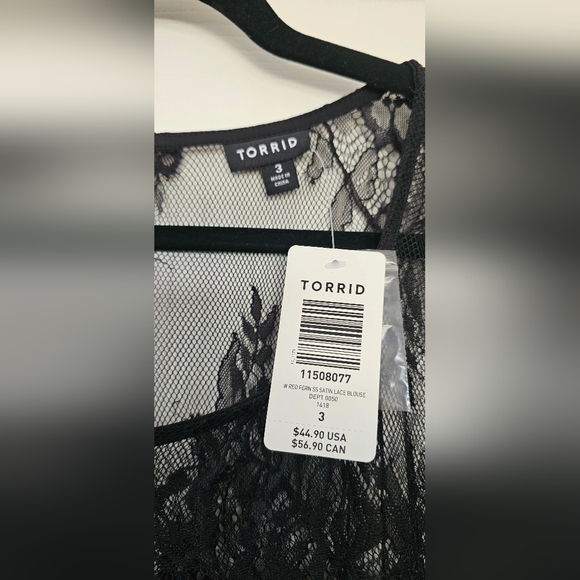 TORRID
3
MADE IN
CHINA
TORRID
11508077
# RED FCRN SS SATIN LACE BLOUSE
DEPT 0050
1418
3
$44.90 USA
$56.90 CAN